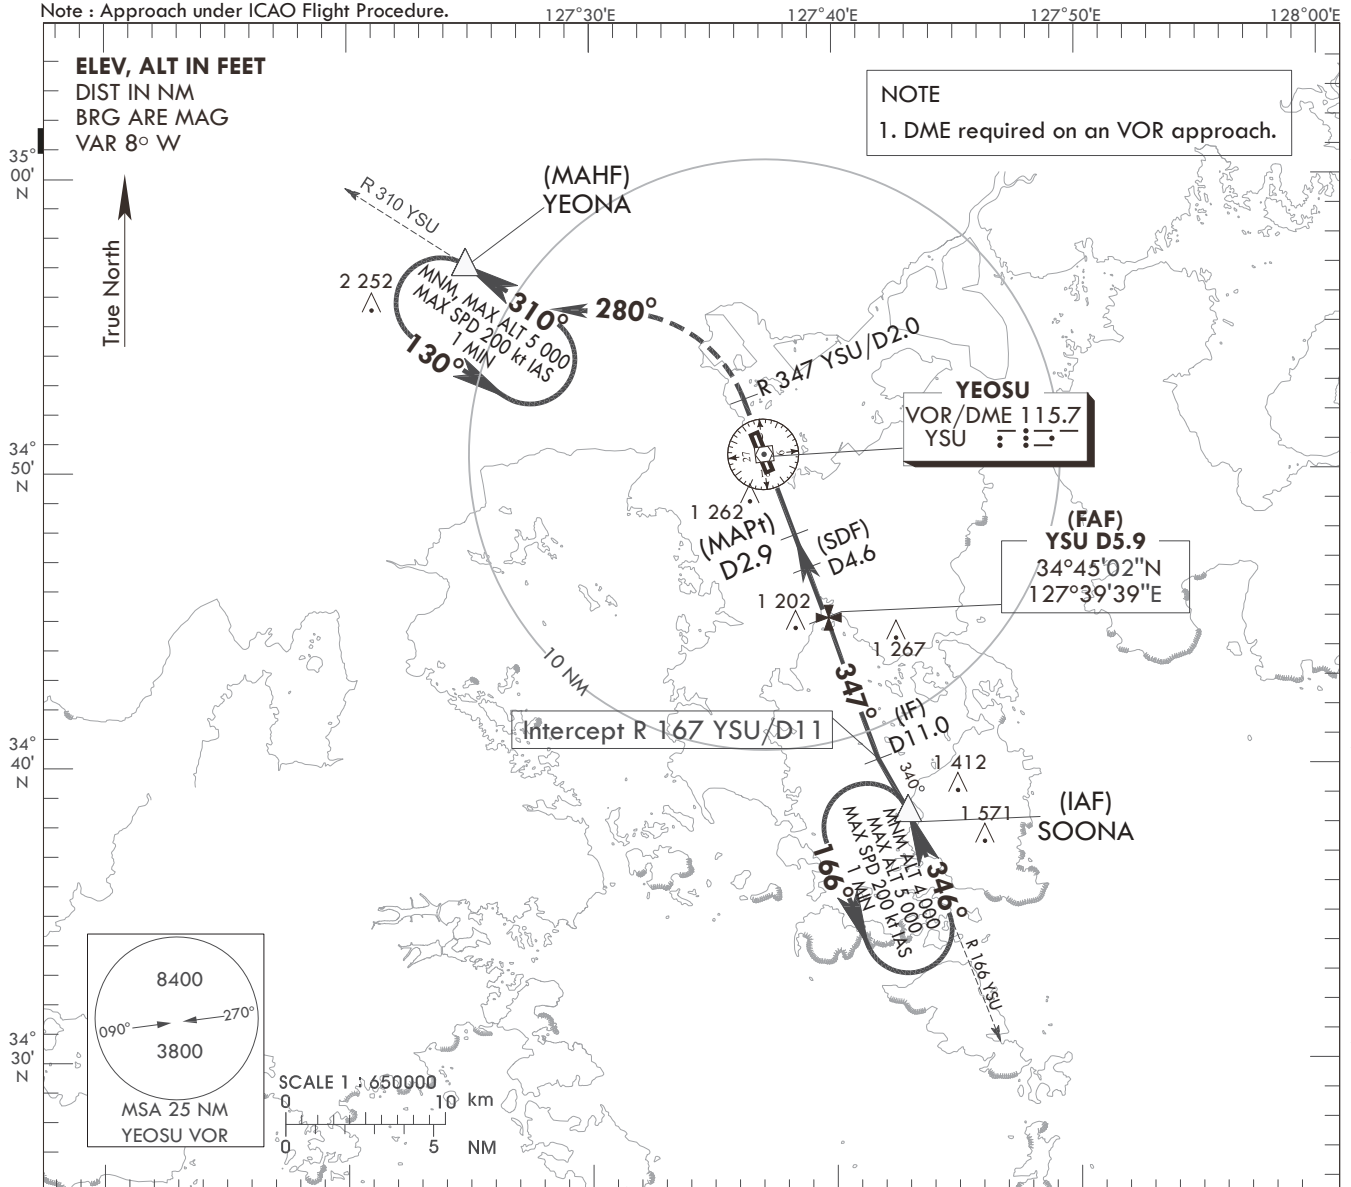 Note : Approach under ICAO Flight Procedure.
127°30'E
127°40'E
127°50'E
128°00'E
ELEV, ALT IN FEET
DIST IN NM
BRG ARE MAG
VAR 8° W
NOTE
1. DME required on an VOR approach.
35°
00'
N
True North
(MAHF)
YEONA
R 310 YSU
2 252
MNM, MAX ALT 5 000
MAX SPD 200 kt IAS
1 MIN
310°
130°
280°
R 347 YSU/D2.0
YEOSU
VOR/DME 115.7
YSU
34°
50'
N
27
1 262
(MAPt)
D2.9
(SDF)
D4.6
(FAF)
YSU D5.9
34°45'02"N
127°39'39"E
1 202
1 267
10 NM
347°
(IF)
D11.0
Intercept R 167 YSU/D11
34°
40'
N
340°
1 412
1 571
(IAF)
SOONA
MNM ALT 4 000
MAX ALT 5 000
MAX SPD 200 kt IAS
1 MIN
166°
346°
R 166 YSU
8400
090°
270°
3800
MSA 25 NM
YEOSU VOR
34°
30'
N
SCALE 1 : 650000
0
10 km
0
5
NM